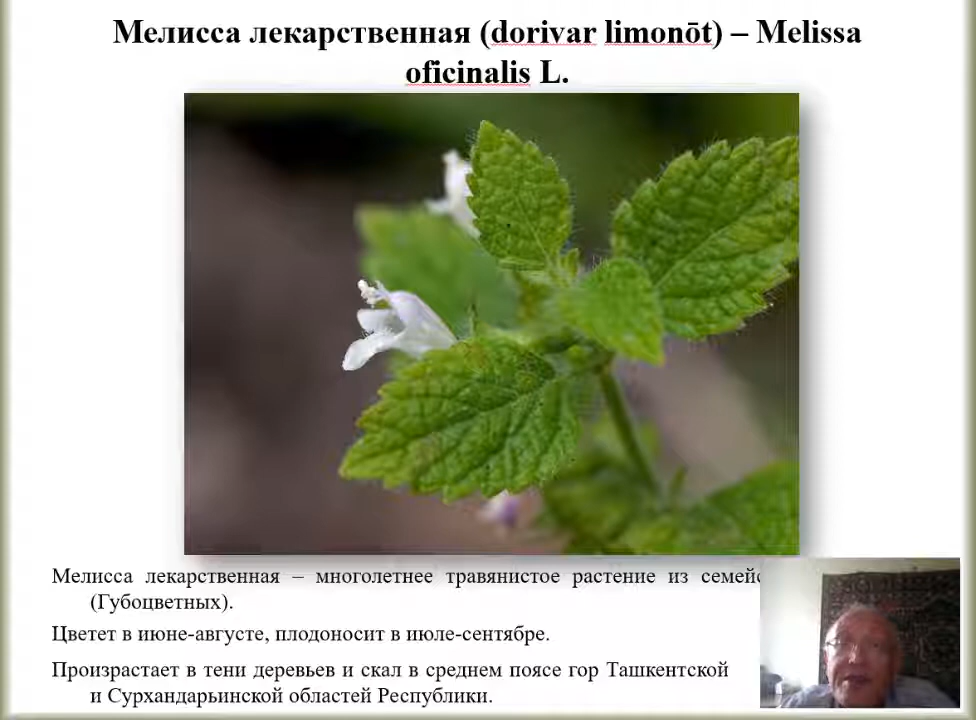 Мелисса лекарственная (dorivar limonōt) – Melissa
oficinalis L.
Мелисса лекарственная – многолетнее травянистое растение из
(Губоцветных).
Цветет в июне-августе, плодоносит в июле-сентябре.
Произрастает в тени деревьев и скал в среднем поясе гор Ташкентской
и Сурхандарьинской областей Республики.